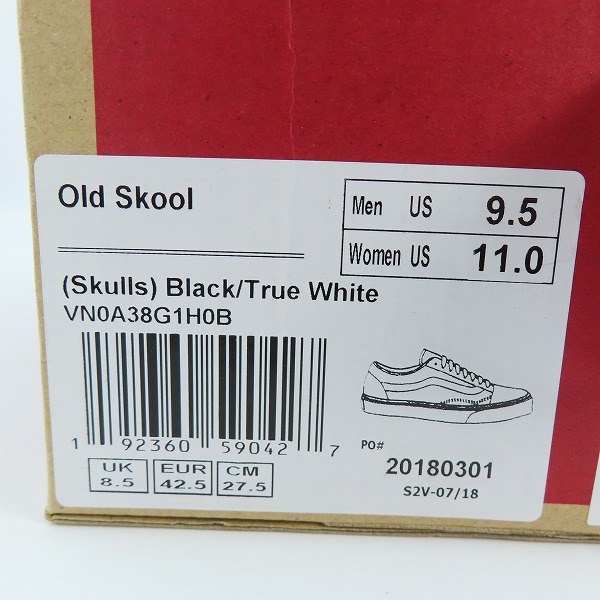 Old Skool
Men US 9.5
Women US 11.0
(Skulls) Black/True White
VN0A38G1H0B
1 92360 59042 7
UK 8.5
EUR 42.5
CM 27.5
PO#
20180301
S2V-07/18